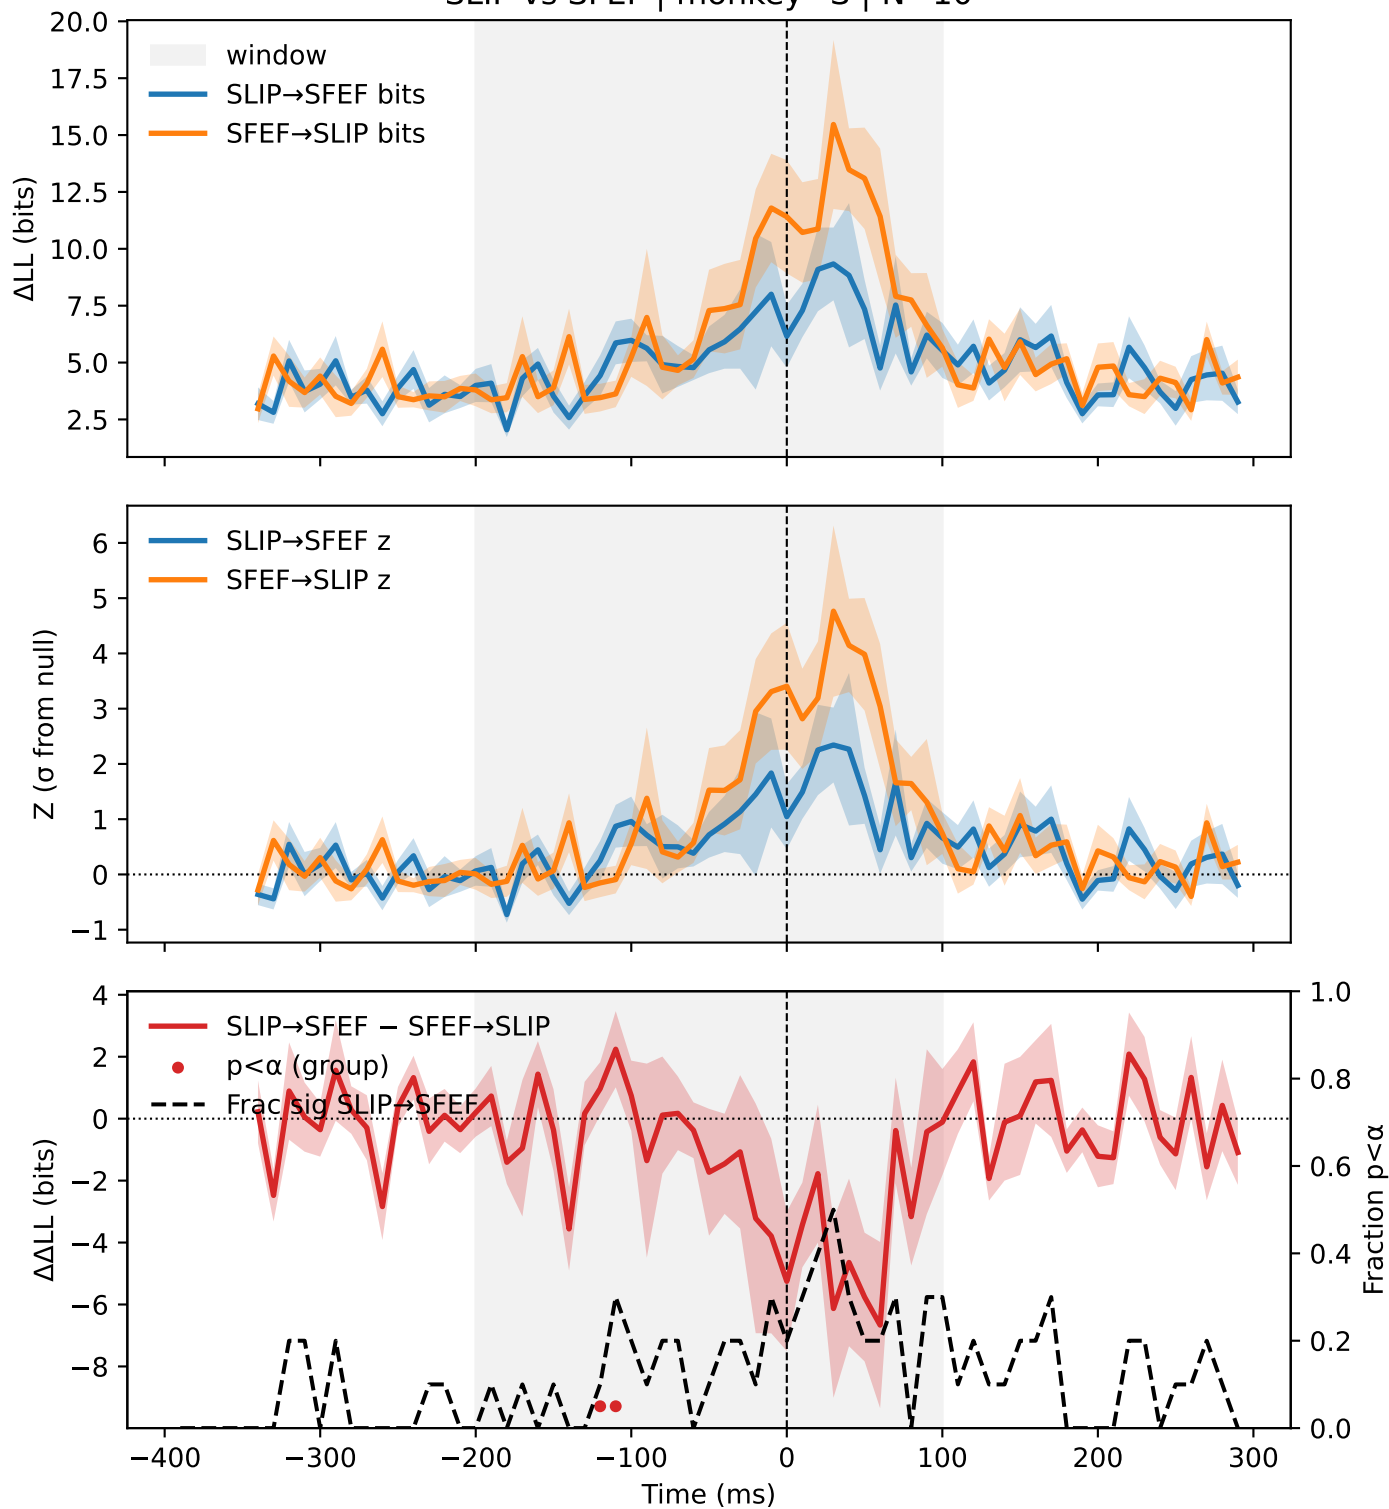 20.0
17.5
15.0
12.5
10.0
7.5
5.0
2.5
ΔLL (bits)
window
SLIP→SFEF bits
SFEF→SLIP bits
6
5
4
3
2
1
0
−1
Z (σ from null)
SLIP→SFEF z
SFEF→SLIP z
4
2
0
−2
−4
−6
−8
ΔΔLL (bits)
SLIP→SFEF − SFEF→SLIP
p<α (group)
Frac sig SLIP→SFEF
1.0
0.8
0.6
0.4
0.2
0.0
Fraction p<α
−400 −300 −200 −100 0 100 200 300
Time (ms)